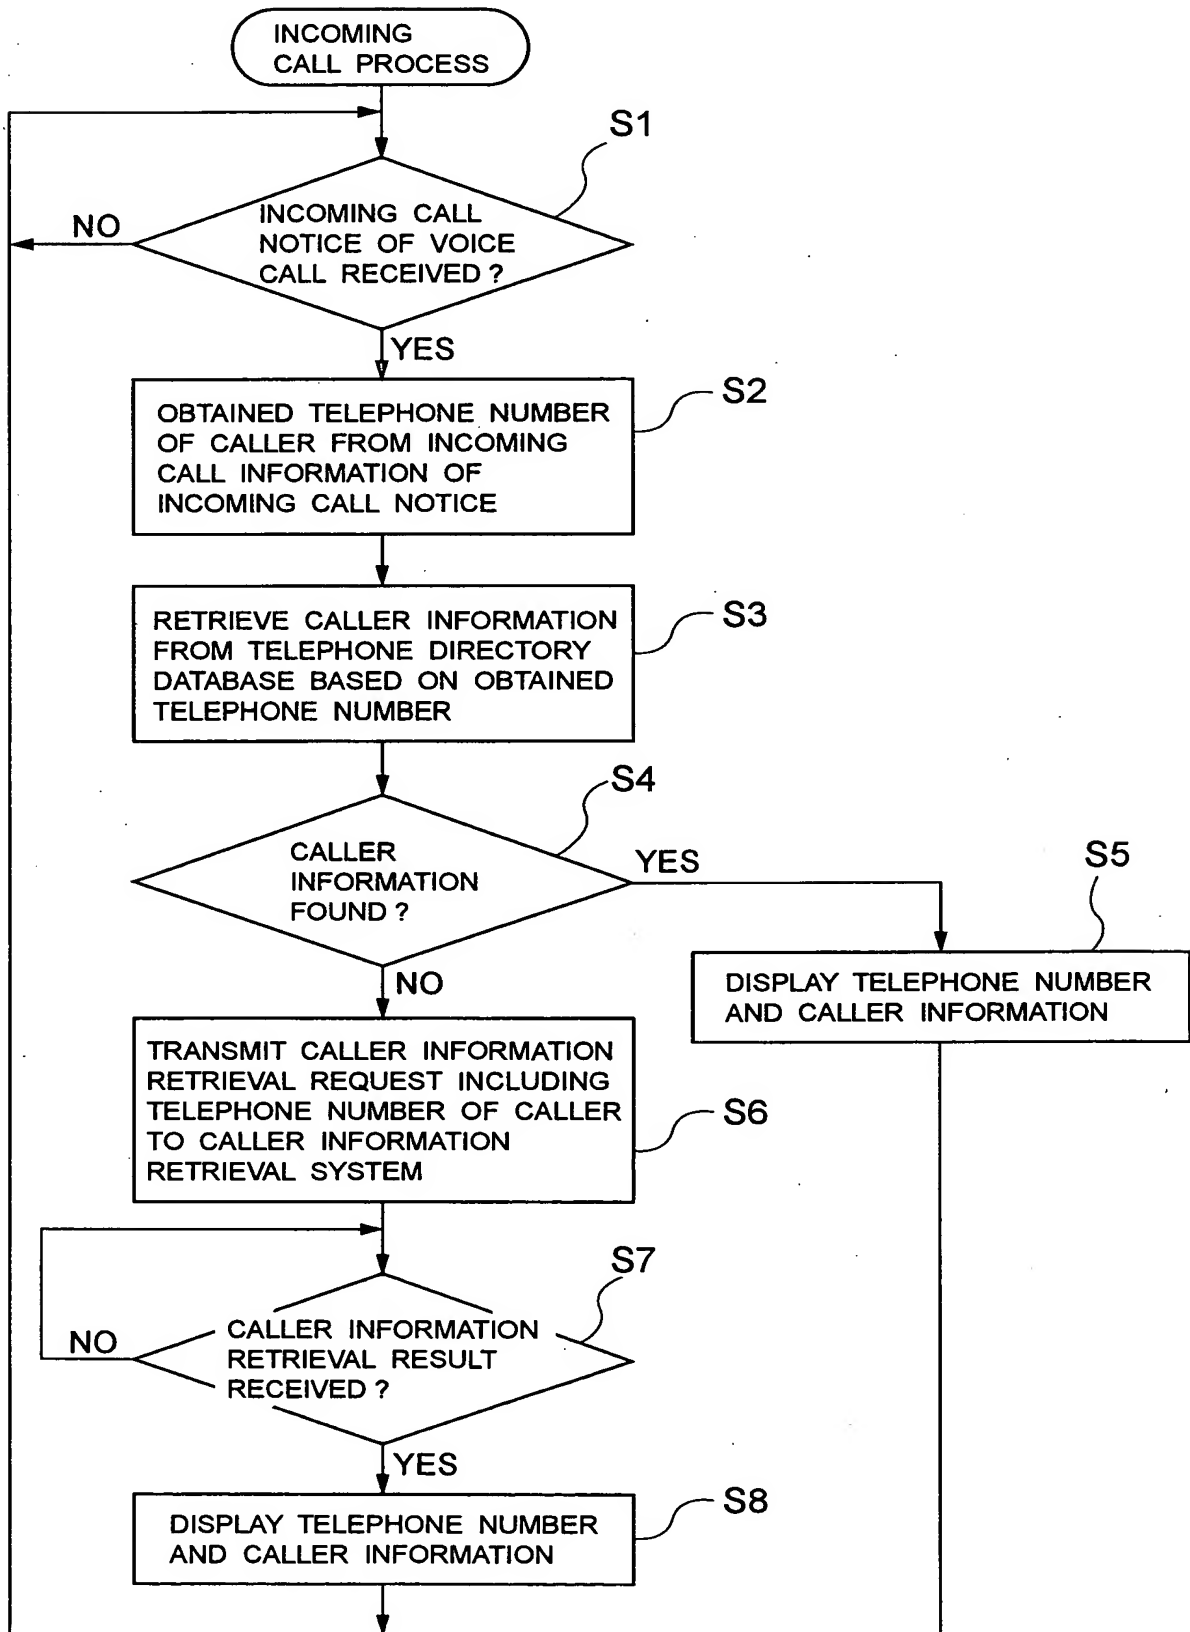 INCOMING
CALL PROCESS
S1
INCOMING CALL
NOTICE OF VOICE
CALL RECEIVED ?
NO
YES
S2
OBTAINED TELEPHONE NUMBER
OF CALLER FROM INCOMING
CALL INFORMATION OF
INCOMING CALL NOTICE
S3
RETRIEVE CALLER INFORMATION
FROM TELEPHONE DIRECTORY
DATABASE BASED ON OBTAINED
TELEPHONE NUMBER
S4
CALLER
INFORMATION
FOUND ?
YES
S5
DISPLAY TELEPHONE NUMBER
AND CALLER INFORMATION
NO
TRANSMIT CALLER INFORMATION
RETRIEVAL REQUEST INCLUDING
TELEPHONE NUMBER OF CALLER
TO CALLER INFORMATION
RETRIEVAL SYSTEM
S6
S7
CALLER INFORMATION
RETRIEVAL RESULT
RECEIVED ?
NO
YES
S8
DISPLAY TELEPHONE NUMBER
AND CALLER INFORMATION